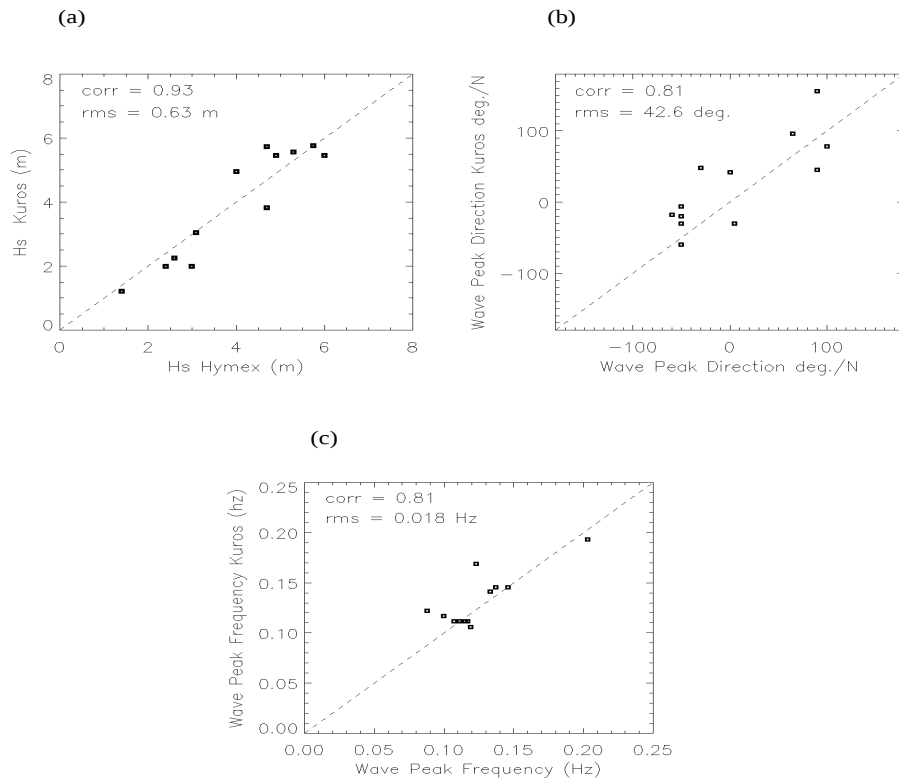 (a)
corr = 0.93
rms = 0.63 m
Hs Kuros (m)
8
6
4
2
0
0 2 4 6 8
Hs Hymex (m)
(b)
corr = 0.81
rms = 42.6 deg.
Wave Peak Direction Kuros deg./N
100
0
−100
−100 0 100
Wave Peak Direction deg./N
(c)
corr = 0.81
rms = 0.018 Hz
Wave Peak Frequency Kuros (hz)
0.25
0.20
0.15
0.10
0.05
0.00
0.00 0.05 0.10 0.15 0.20 0.25
Wave Peak Frequency (Hz)